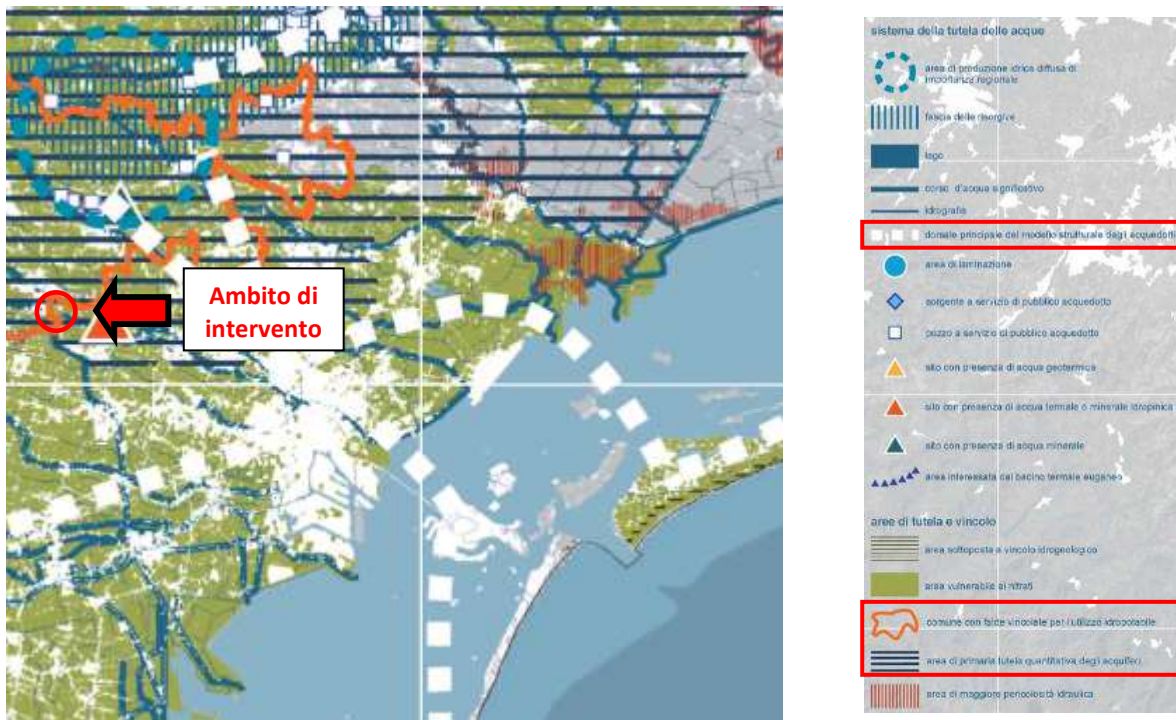 Ambito di
intervento
sistema della tutela delle acque
area di produzione idrica diffusa di
importanza regionale
fascia delle risorgive
lago
corso d'acqua significativo
idrografia
dorsale principale del modello strutturale degli acquedotti
area di laminazione
sorgente a servizio di pubblico acquedotto
pozzo a servizio di pubblico acquedotto
sito con presenza di acqua geotermica
sito con presenza di acqua termale o minerale idropinica
sito con presenza di acqua minerale
area interessata dal bacino termale euganeo
aree di tutela e vincolo
area sottoposta a vincolo idrogeologico
area vulnerabile ai nitrati
comune con falde vincolate per l'utilizzo idropotabile
area di primaria tutela quantitativa degli acquiferi
area di maggiore pericolosità idraulica